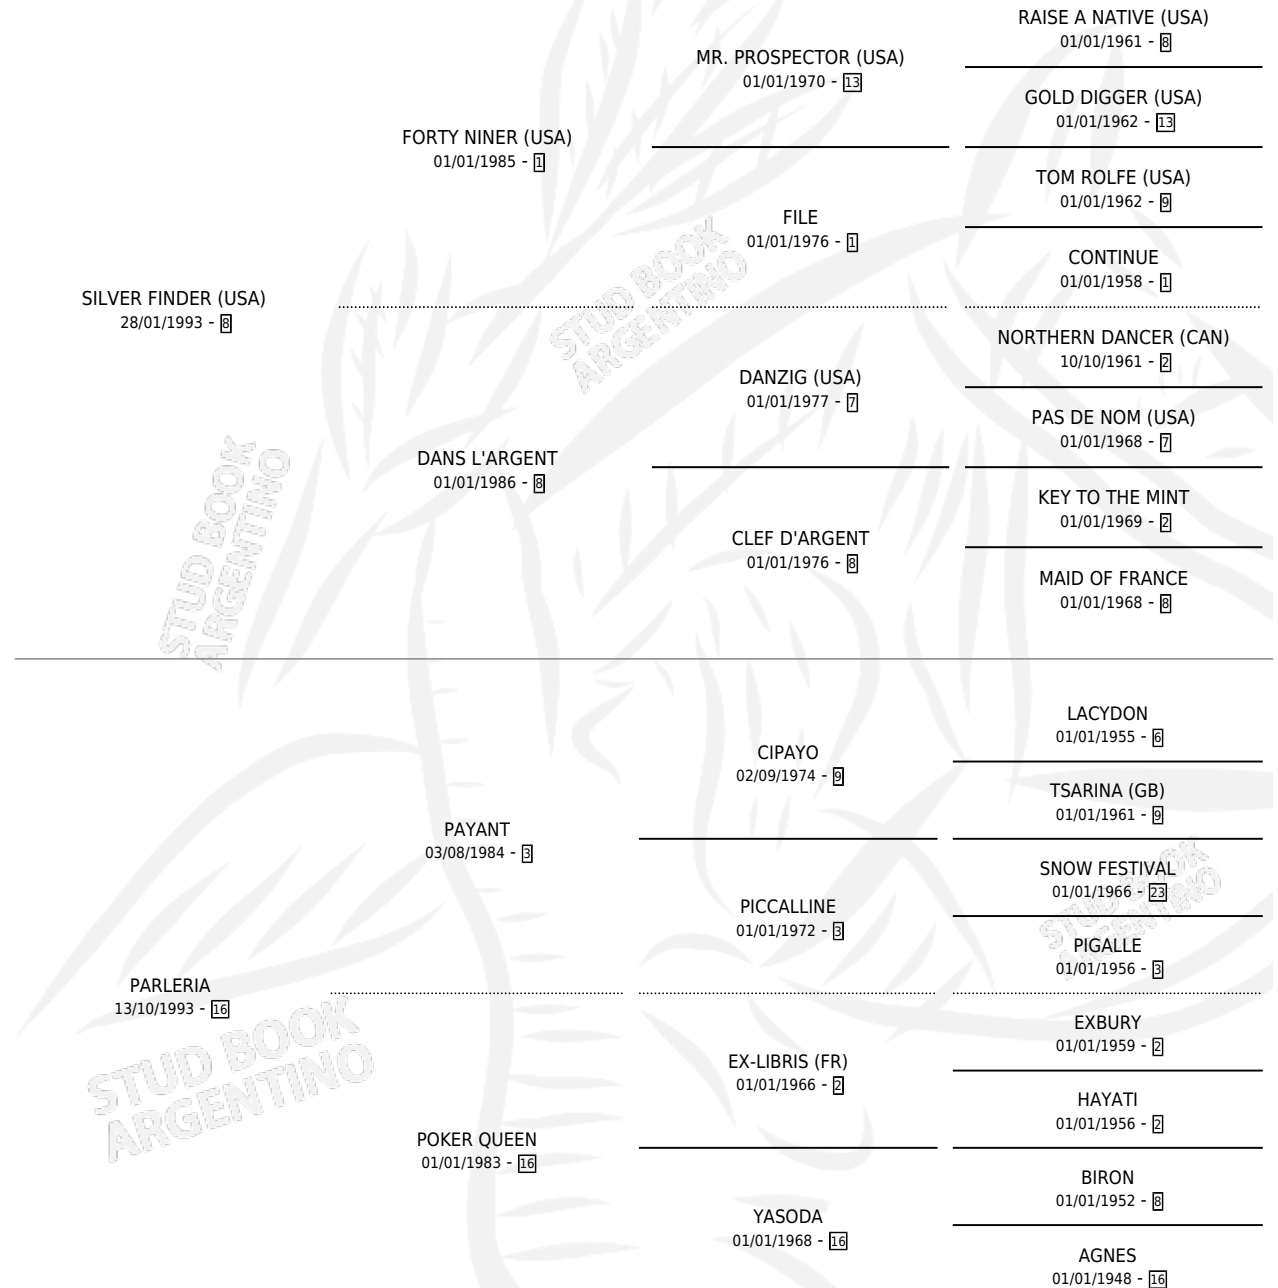 RAISE A NATIVE (USA)
01/01/1961 - 8
MR. PROSPECTOR (USA)
01/01/1970 - 13
GOLD DIGGER (USA)
01/01/1962 - 13
FORTY NINER (USA)
01/01/1985 - 1
TOM ROLFE (USA)
01/01/1962 - 9
FILE
01/01/1976 - 1
CONTINUE
01/01/1958 - 1
SILVER FINDER (USA)
28/01/1993 - 8
NORTHERN DANCER (CAN)
10/10/1961 - 2
DANZIG (USA)
01/01/1977 - 7
PAS DE NOM (USA)
01/01/1968 - 7
DANS L'ARGENT
01/01/1986 - 8
KEY TO THE MINT
01/01/1969 - 2
CLEF D'ARGENT
01/01/1976 - 8
MAID OF FRANCE
01/01/1968 - 8
LACYDON
01/01/1955 - 6
CIPAYO
02/09/1974 - 9
TSARINA (GB)
01/01/1961 - 9
PAYANT
03/08/1984 - 3
SNOW FESTIVAL
01/01/1966 - 23
PICCALLINE
01/01/1972 - 3
PIGALLE
01/01/1956 - 3
PARLERIA
13/10/1993 - 16
EXBURY
01/01/1959 - 2
EX-LIBRIS (FR)
01/01/1966 - 2
HAYATI
01/01/1956 - 2
POKER QUEEN
01/01/1983 - 16
BIRON
01/01/1952 - 8
YASODA
01/01/1968 - 16
AGNES
01/01/1948 - 16
STUD BOOK
ARGENTINO
STUD BOOK
ARGENTINO
STUD BOOK
ARGENTINO
STUD BOOK
ARGENTINO